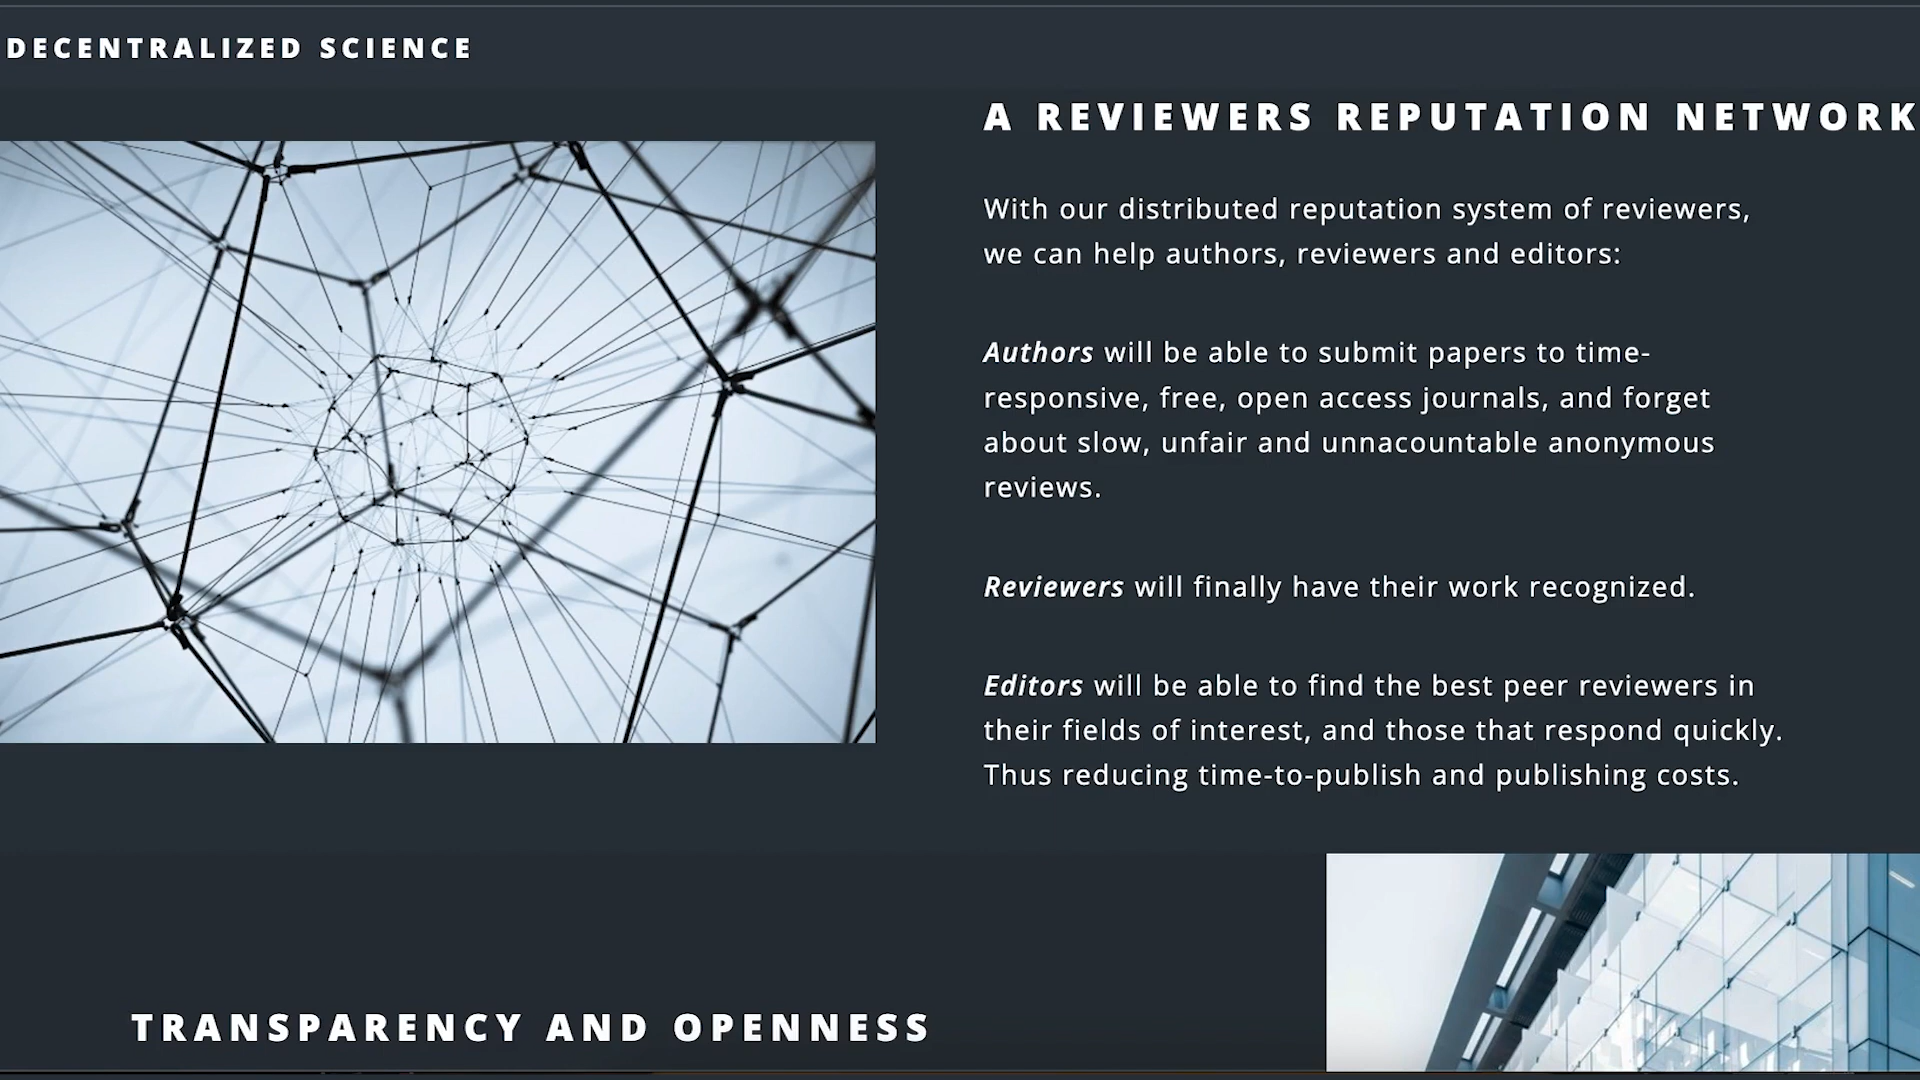 DECENTRALIZED SCIENCE
A REVIEWERS REPUTATION NETWORK
With our distributed reputation system of reviewers,
we can help authors, reviewers and editors:
Authors will be able to submit papers to time-
responsive, free, open access journals, and forget
about slow, unfair and unnacountable anonymous
reviews.
Reviewers will finally have their work recognized.
Editors will be able to find the best peer reviewers in
their fields of interest, and those that respond quickly.
Thus reducing time-to-publish and publishing costs.
TRANSPARENCY AND OPENNESS